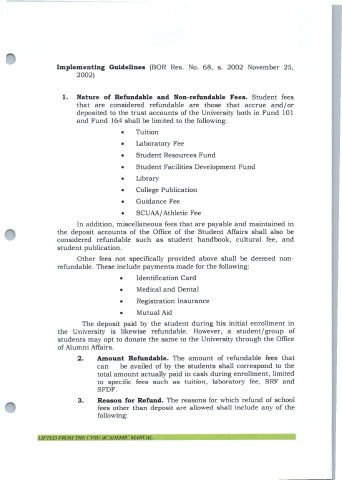 Implementing Guidelines (BOR Res. No. 68, s. 2002 November 25,
2002)
1. Nature of Refundable and Non-refundable Fees. Student fees
that are considered refundable are those that accrue and/or
deposited to the trust accounts of the University both in Fund 101
and Fund 164 shall be limited to the following:
• Tuition
• Laboratory Fee
• Student Resources Fund
• Student Facilities Development Fund
• Library
• College Publication
• Guidance Fee
• SCUAA/Athletic Fee
In addition, miscellaneous fees that are payable and maintained in
the deposit accounts of the Office of the Student Affairs shall also be
considered refundable such as student handbook, cultural fee, and
student publication.
Other fees not specifically provided above shall be deemed non-
refundable. These include payments made for the following:
• Identification Card
• Medical and Dental
• Registration Insurance
• Mutual Aid
The deposit paid by the student during his initial enrollment in
the University is likewise refundable. However, a student/group of
students may opt to donate the same to the University through the Office
of Alumni Affairs.
2. Amount Refundable. The amount of refundable fees that
can be availed of by the students shall correspond to the
total amount actually paid in cash during enrollment, limited
to specific fees such as tuition, laboratory fee, SRF and
SFDF.
3. Reason for Refund. The reasons for which refund of school
fees other than deposit are allowed shall include any of the
following:
LIFTED FROM THE CVSU ACADEMIC MANUAL